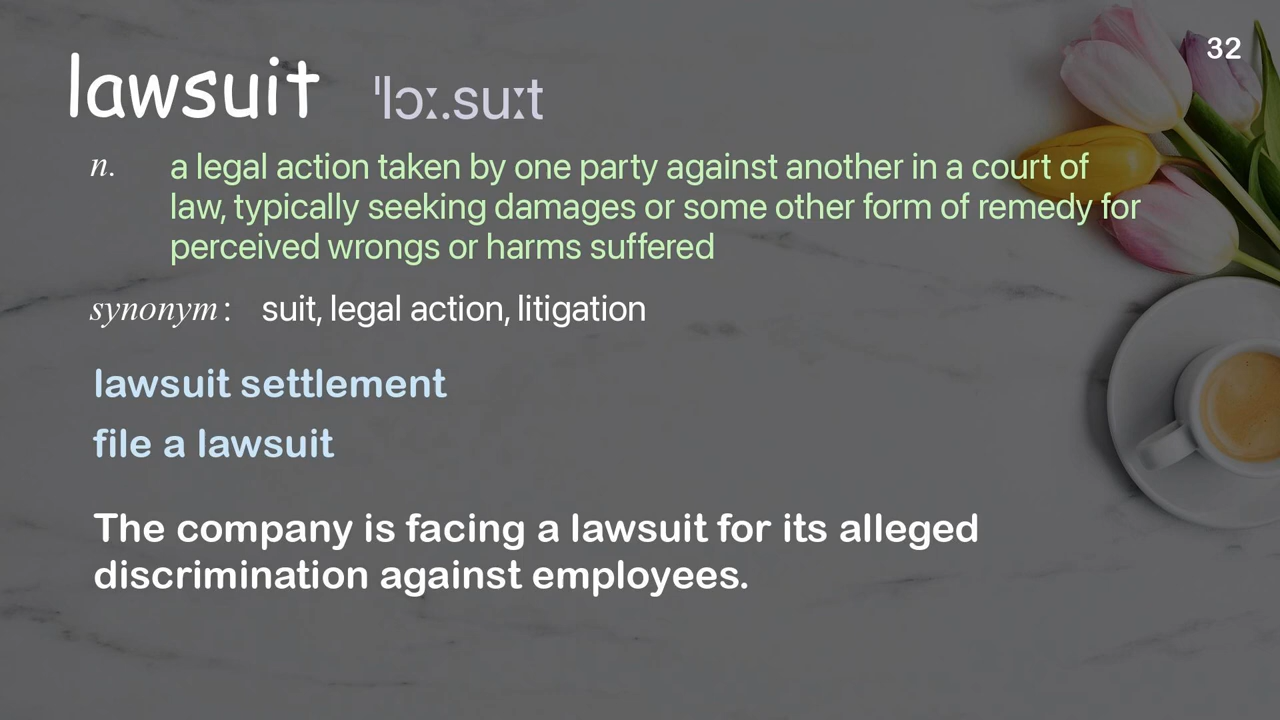 32
lawsuit ˈlɔː.suːt
n. a legal action taken by one party against another in a court of
law, typically seeking damages or some other form of remedy for
perceived wrongs or harms suffered
synonym: suit, legal action, litigation
lawsuit settlement
file a lawsuit
The company is facing a lawsuit for its alleged
discrimination against employees.